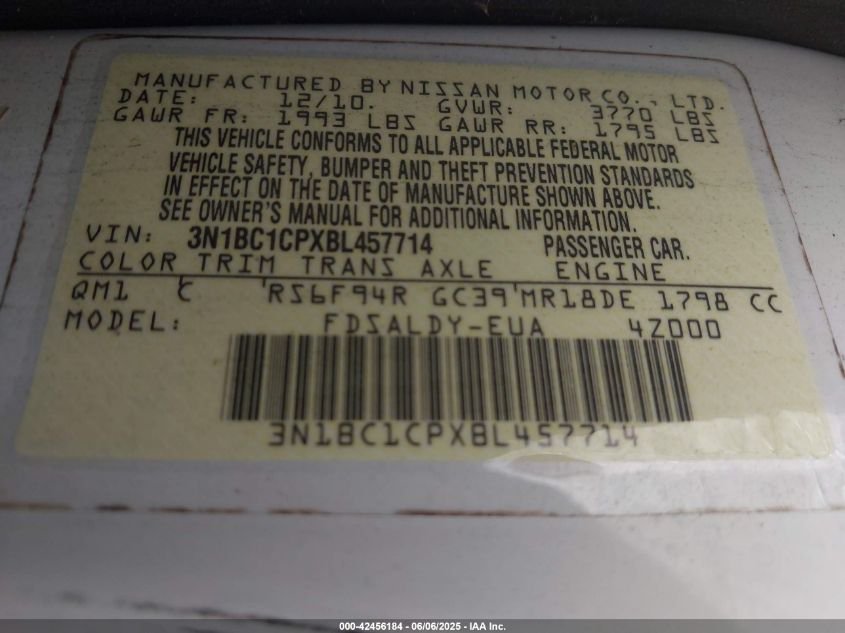 MANUFACTURED BY NISSAN MOTOR CO., LTD.
DATE: 12/10. GVWR: 3770 LBS
GAWR FR: 1993 LBS GAWR RR: 1795 LBS
THIS VEHICLE CONFORMS TO ALL APPLICABLE FEDERAL MOTOR
VEHICLE SAFETY, BUMPER AND THEFT PREVENTION STANDARDS
IN EFFECT ON THE DATE OF MANUFACTURE SHOWN ABOVE.
SEE OWNER'S MANUAL FOR ADDITIONAL INFORMATION.
VIN: 3N1BC1CPXBL457714 PASSENGER CAR.
COLOR TRIM TRANS AXLE ENGINE
QM1 C RS6F94R GC39 MR18DE 1798 CC
MODEL: FDSALDY-EUA 4Z000
3N1BC1CPXBL457714
000-42456184 - 06/06/2025 - IAA Inc.